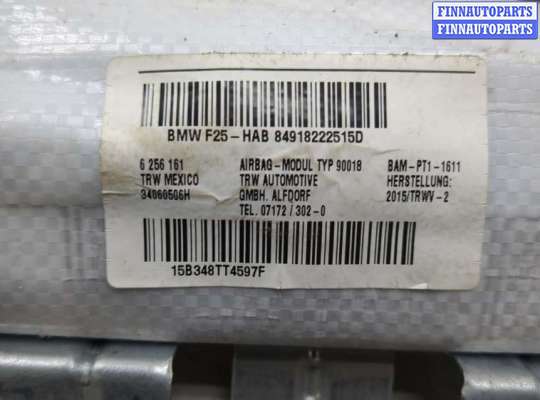 FINNAUTOPARTS
FINNAUTOPARTS
BMW F25-HAB 84918222515D
6 256 161 AIRBAG-MODUL TYP 90018 BAM-PT1-1611
TRW MEXICO TRW AUTOMOTIVE HERSTELLUNG:
34060506H GMBH. ALFDORF 2015/TRWV-2
TEL. 07172/302-0
15B348TT4597F